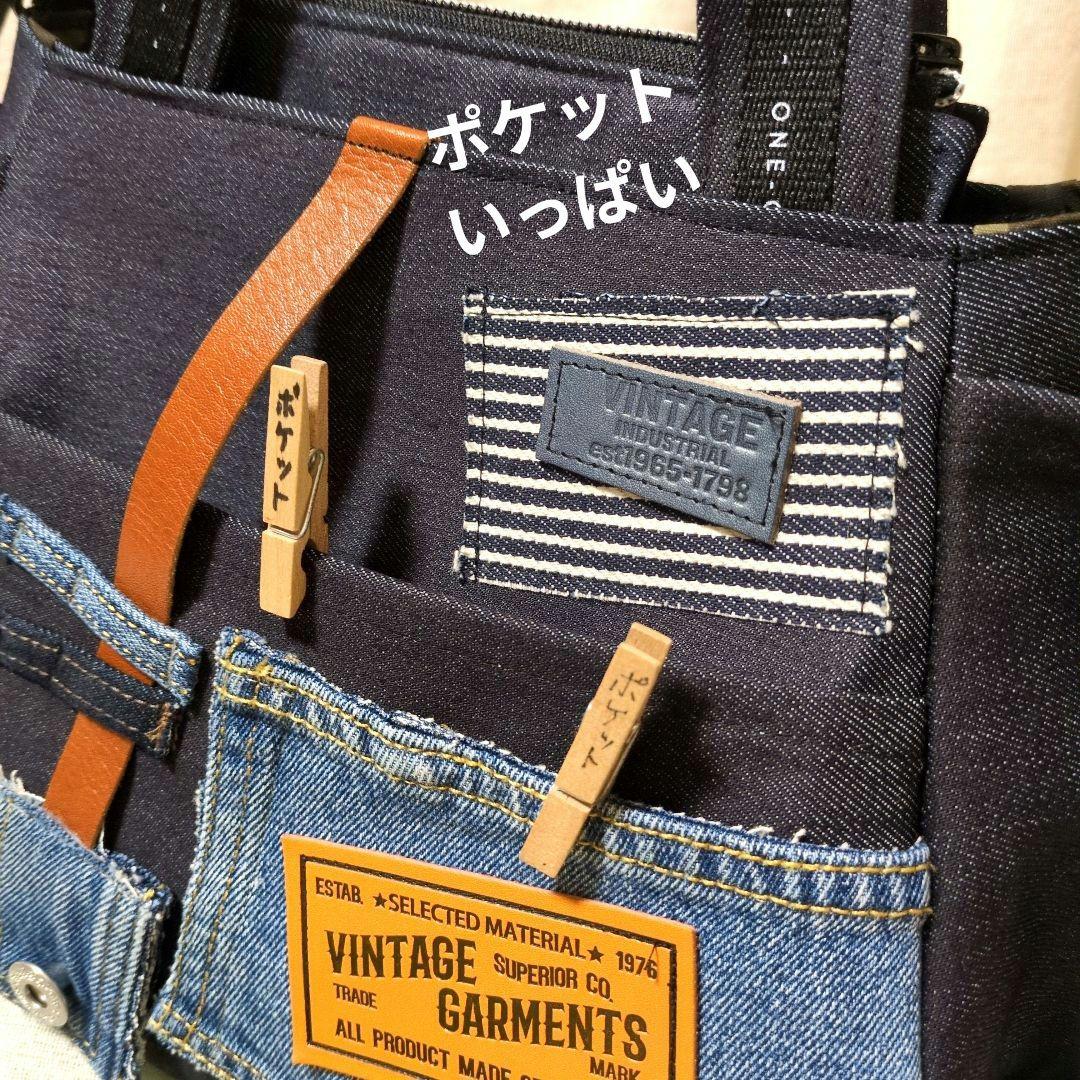 ポケット
いっぱい
ONE
ポケット
VINTAGE
INDUSTRIAL
est:1965-1798
ポケット
ESTAB. ★SELECTED MATERIAL★ 1976
VINTAGE SUPERIOR CO.
TRADE GARMENTS
ALL PRODUCT MADE MARK